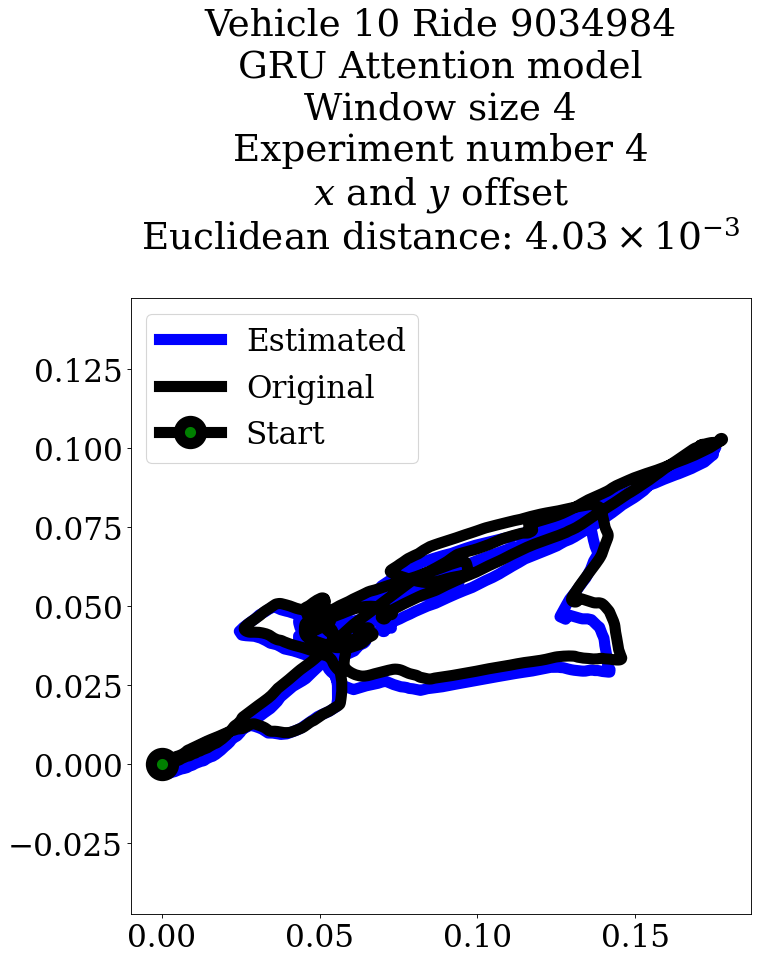 Vehicle 10 Ride 9034984
GRU Attention model
Window size 4
Experiment number 4
x and y offset
Euclidean distance: 4.03 × 10⁻³
Estimated
Original
Start
0.125
0.100
0.075
0.050
0.025
0.000
−0.025
0.00 0.05 0.10 0.15